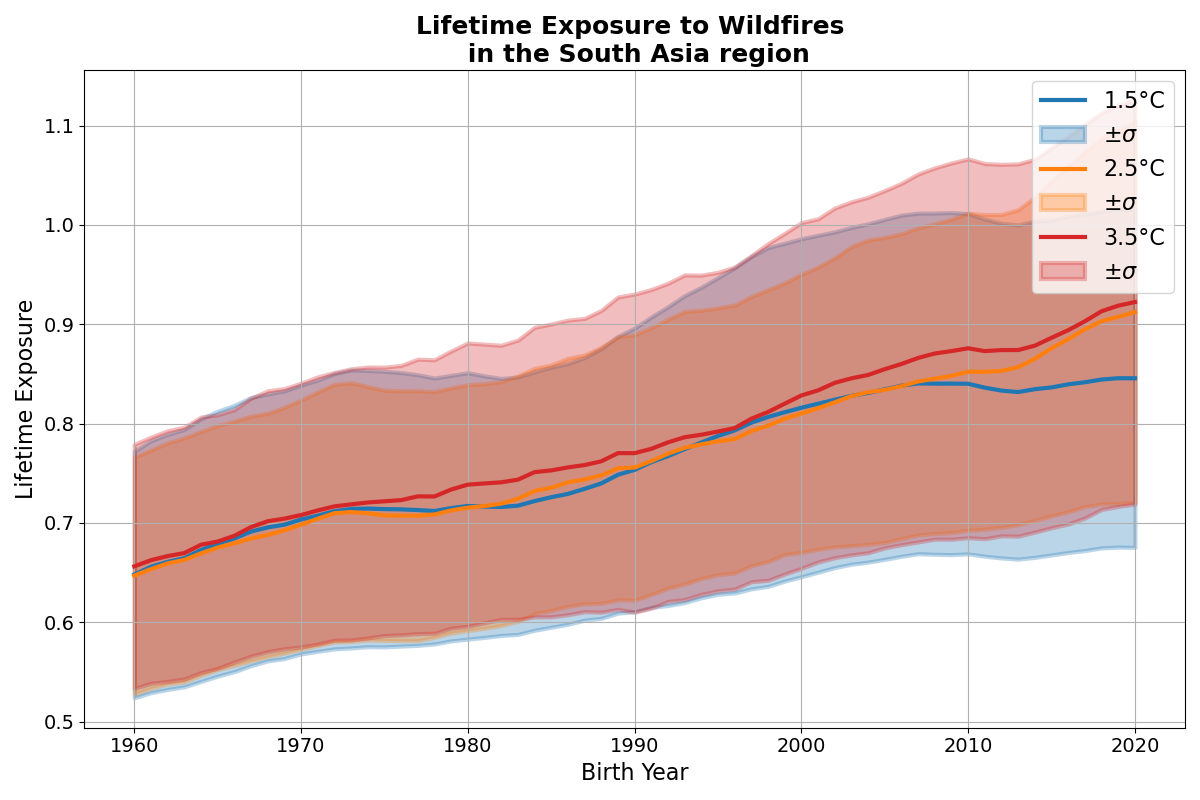 Lifetime Exposure to Wildfires
in the South Asia region
Lifetime Exposure
1.1
1.0
0.9
0.8
0.7
0.6
0.5
1.5°C
±σ
2.5°C
±σ
3.5°C
±σ
1960 1970 1980 1990 2000 2010 2020
Birth Year